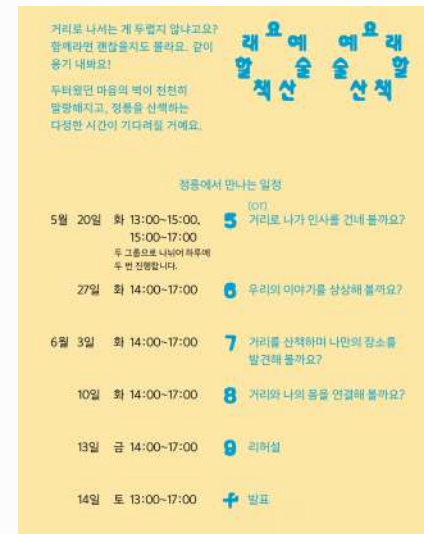 거리로 나서는 게 두렵지 않냐고요?
함께라면 괜찮을지도 몰라요. 같이
용기 내봐요!
두터웠던 마음의 벽이 천천히
말랑해지고, 정릉을 산책하는
다정한 시간이 기다려질 거예요.
래 요 예 술 산 책 할
예 요 래 할 책 산 술
정릉에서 만나는 일정
5월 20일 화 13:00~15:00,
15:00~17:00
두 그룹으로 나뉘어 하루에
두 번 진행합니다.
5 (이) 거리로 나가 인사를 건네 볼까요?
27일 화 14:00~17:00 6 우리의 이야기를 상상해 볼까요?
6월 3일 화 14:00~17:00 7 거리를 산책하며 나만의 장소를
발견해 볼까요?
10일 화 14:00~17:00 8 거리와 나의 몸을 연결해 볼까요?
13일 금 14:00~17:00 9 리허설
14일 토 13:00~17:00 + 발표